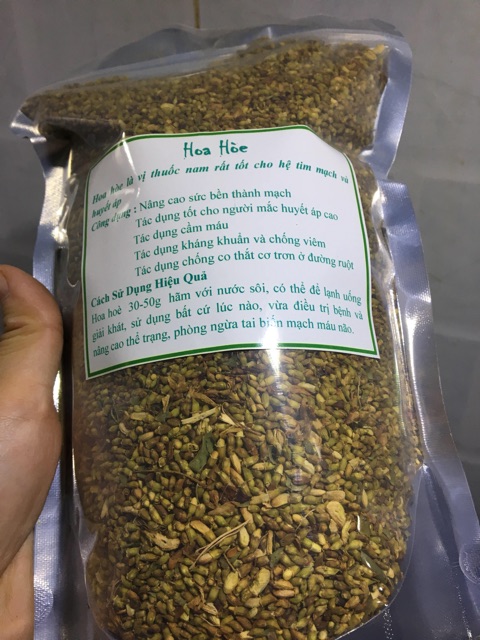 Hoa Hòe
Hoa hòe là vị thuốc nam rất tốt cho hệ tim mạch và
huyết áp
Công dụng : Nâng cao sức bền thành mạch
Tác dụng tốt cho người mắc huyết áp cao
Tác dụng cầm máu
Tác dụng kháng khuẩn và chống viêm
Tác dụng chống co thắt cơ trơn ở đường ruột
Cách Sử Dụng Hiệu Quả
Hoa hoè 30-50g hãm với nước sôi, có thể để lạnh uống
giải khát, sử dụng bất cứ lúc nào, vừa điều trị bệnh và
nâng cao thể trạng, phòng ngừa tai biến mạch máu não.